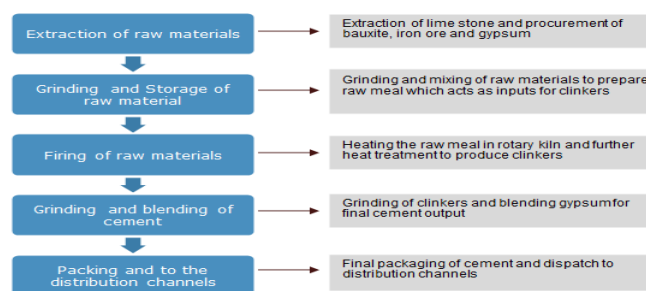 Extraction of raw materials
Extraction of lime stone and procurement of
bauxite, iron ore and gypsum
Grinding and Storage of
raw material
Grinding and mixing of raw materials to prepare
raw meal which acts as inputs for clinkers
Firing of raw materials
Heating the raw meal in rotary kiln and further
heat treatment to produce clinkers
Grinding and blending of
cement
Grinding of clinkers and blending gypsum for
final cement output
Packing and to the
distribution channels
Final packaging of cement and dispatch to
distribution channels